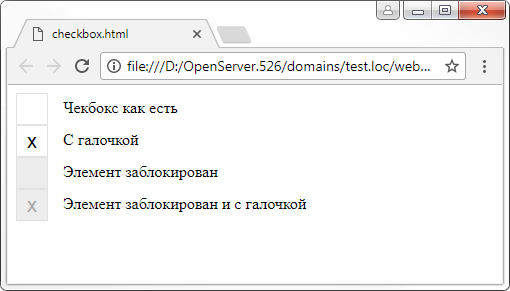 checkbox.html
file:///D:/OpenServer.526/domains/test.loc/web...
Чекбокс как есть
x С галочкой
Элемент заблокирован
x Элемент заблокирован и с галочкой